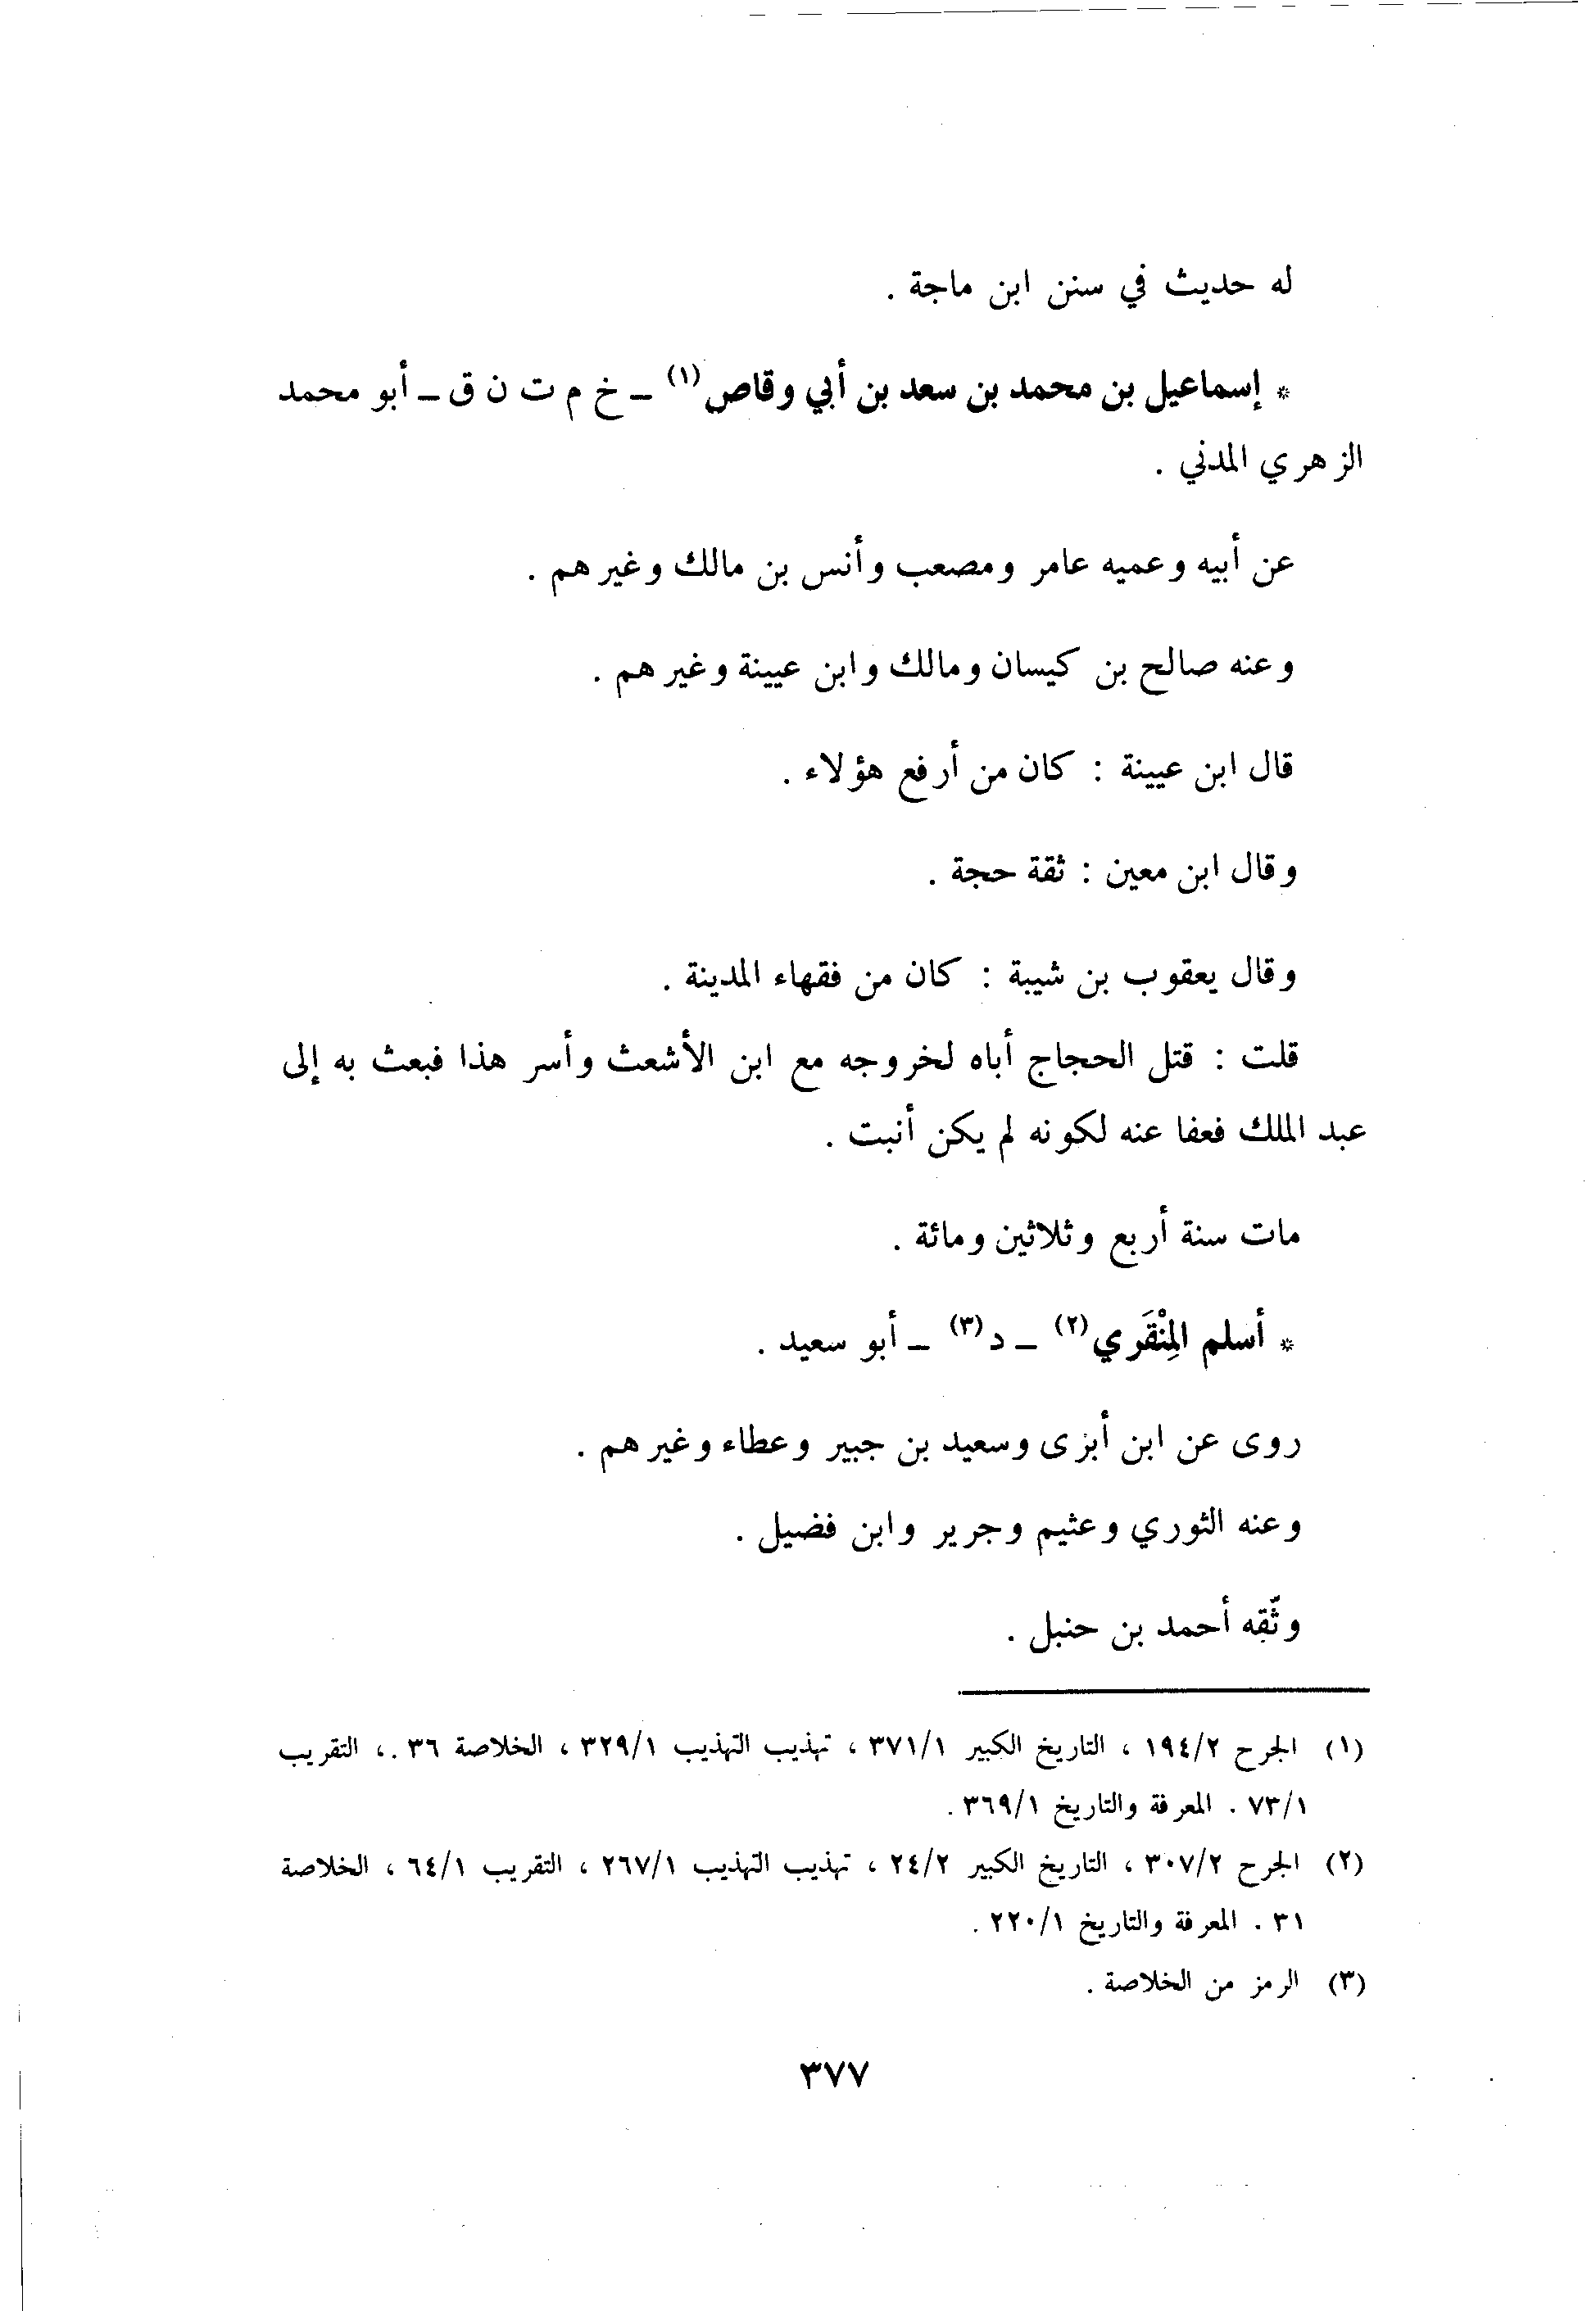 له حديث في سنن ابن ماجة .
* إسماعيل بن محمد بن سعد بن أبي وقاص (١) ــ خ م ت ن ق ــ أبو محمد
الزهري المدني .
عن أبيه وعميه عامر ومصعب وأنس بن مالك وغيرهم .
وعنه صالح بن كيسان ومالك وابن عيينة وغيرهم .
قال ابن عيينة : كان من أرفع هؤلاء .
وقال ابن معين : ثقة حجة .
وقال يعقوب بن شيبة : كان من فقهاء المدينة .
قلت : قتل الحجاج أباه لخروجه مع ابن الأشعث وأسر هذا فبعث به إلى
عبد الملك فعفا عنه لكونه لم يكن أنبت .
مات سنة أربع وثلاثين ومائة .
* أسلم المِنْقَري (٢) ــ د (٣) ــ أبو سعيد .
روى عن ابن أبزى وسعيد بن جبير وعطاء وغيرهم .
وعنه الثوري وعثيم وجرير وابن فضيل .
وثّقه أحمد بن حنبل .
(١) الجرح ١٩٤/٢ ، التاريخ الكبير ٣٧١/١ ، تهذيب التهذيب ٣٢٩/١ ، الخلاصة ٣٦ .، التقريب
٧٣/١ . المعرفة والتاريخ ٣٦٩/١ .
(٢) الجرح ٣٠٧/٢ ، التاريخ الكبير ٢٤/٢ ، تهذيب التهذيب ٢٦٧/١ ، التقريب ٦٤/١ ، الخلاصة
٣١ . المعرفة والتاريخ ٢٢٠/١ .
(٣) الرمز من الخلاصة .
٣٧٧